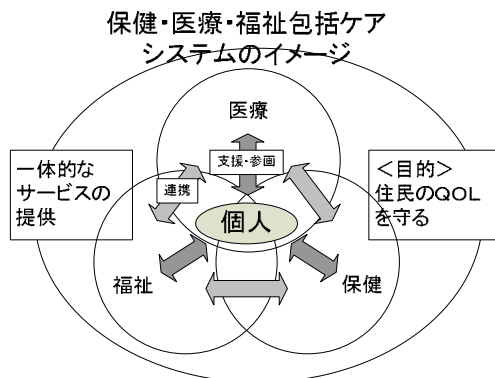 保健・医療・福祉包括ケア
システムのイメージ
医療
一体的な
サービスの
提供
支援・参画
連携
＜目的＞
住民のQOL
を守る
個人
福祉
保健